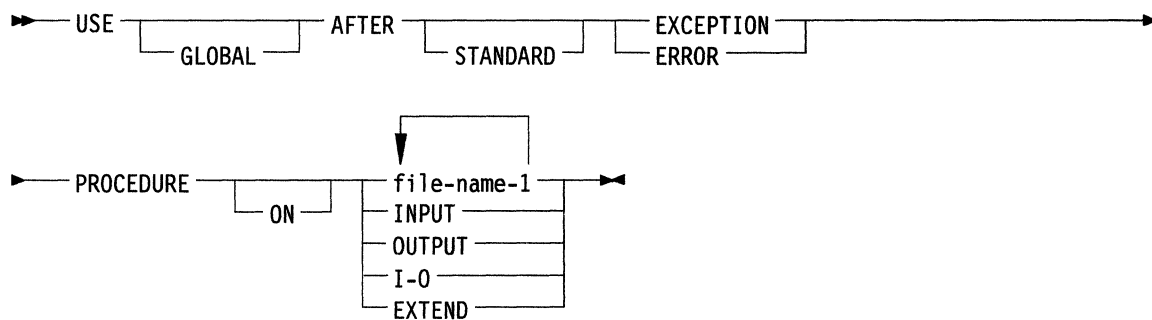 USE AFTER EXCEPTION
GLOBAL STANDARD ERROR
PROCEDURE file-name-1
ON INPUT
OUTPUT
I-O
EXTEND